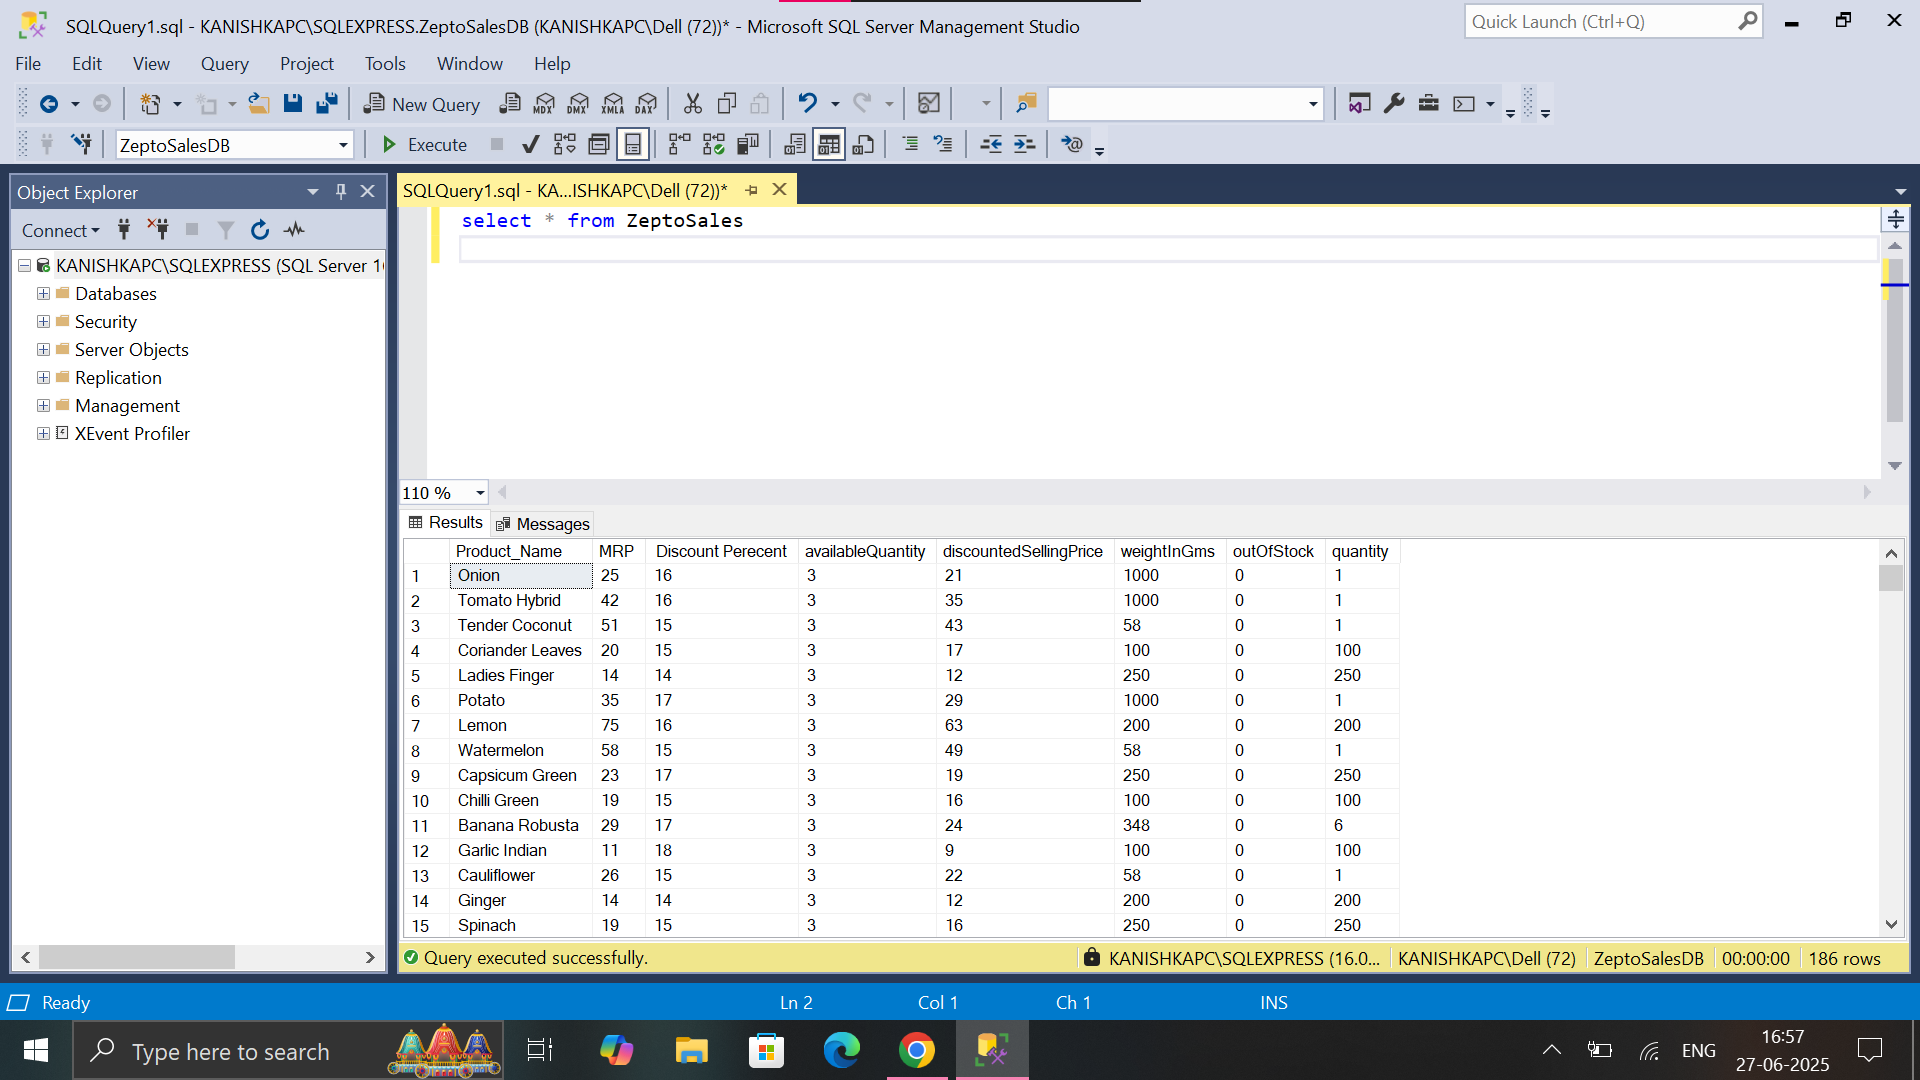 SQLQuery1.sql - KANISHKAPC\SQLEXPRESS.ZeptoSalesDB (KANISHKAPC\Dell (72))* - Microsoft SQL Server Management Studio
Quick Launch (Ctrl+Q)
File Edit View Query Project Tools Window Help
New Query MDX DMX XMLA DAX
ZeptoSalesDB Execute
Object Explorer
SQLQuery1.sql - KA...ISHKAPC\Dell (72))*
Connect
KANISHKAPC\SQLEXPRESS (SQL Server 1
Databases
Security
Server Objects
Replication
Management
XEvent Profiler
select * from ZeptoSales
110 %
Results Messages
Product_Name MRP Discount Perecent availableQuantity discountedSellingPrice weightInGms outOfStock quantity
1 Onion 25 16 3 21 1000 0 1
2 Tomato Hybrid 42 16 3 35 1000 0 1
3 Tender Coconut 51 15 3 43 58 0 1
4 Coriander Leaves 20 15 3 17 100 0 100
5 Ladies Finger 14 14 3 12 250 0 250
6 Potato 35 17 3 29 1000 0 1
7 Lemon 75 16 3 63 200 0 200
8 Watermelon 58 15 3 49 58 0 1
9 Capsicum Green 23 17 3 19 250 0 250
10 Chilli Green 19 15 3 16 100 0 100
11 Banana Robusta 29 17 3 24 348 0 6
12 Garlic Indian 11 18 3 9 100 0 100
13 Cauliflower 26 15 3 22 58 0 1
14 Ginger 14 14 3 12 200 0 200
15 Spinach 19 15 3 16 250 0 250
Query executed successfully. KANISHKAPC\SQLEXPRESS (16.0... KANISHKAPC\Dell (72) ZeptoSalesDB 00:00:00 186 rows
Ready Ln 2 Col 1 Ch 1 INS
Type here to search
ENG
16:57
27-06-2025